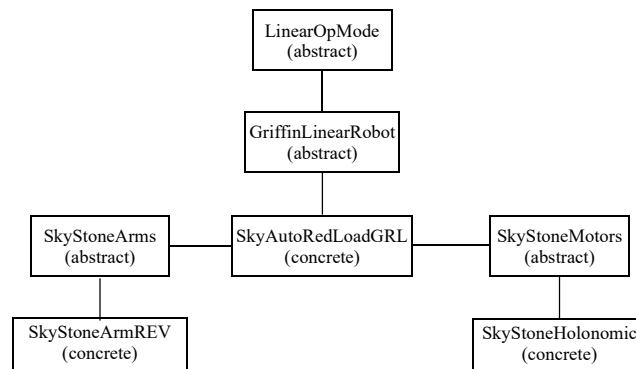 LinearOpMode
(abstract)
GriffinLinearRobot
(abstract)
SkyStoneArms
(abstract)
SkyAutoRedLoadGRL
(concrete)
SkyStoneMotors
(abstract)
SkyStoneArmREV
(concrete)
SkyStoneHolonomic
(concrete)